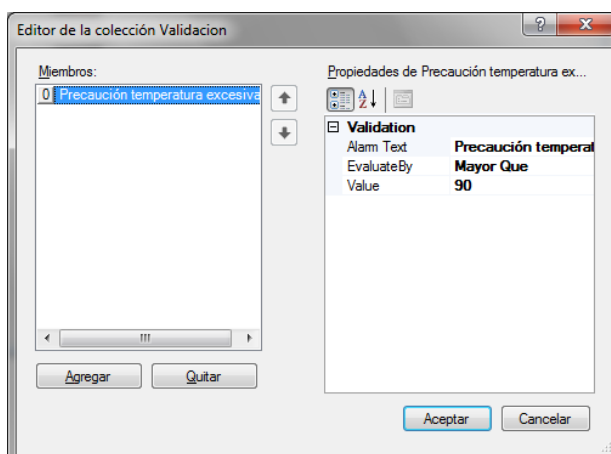 Editor de la colección Validacion
Miembros:
0 Precaución temperatura excesiva
Propiedades de Precaución temperatura ex...
Validation
Alarm Text Precaución temperat
EvaluateBy Mayor Que
Value 90
Agregar Quitar
Aceptar Cancelar